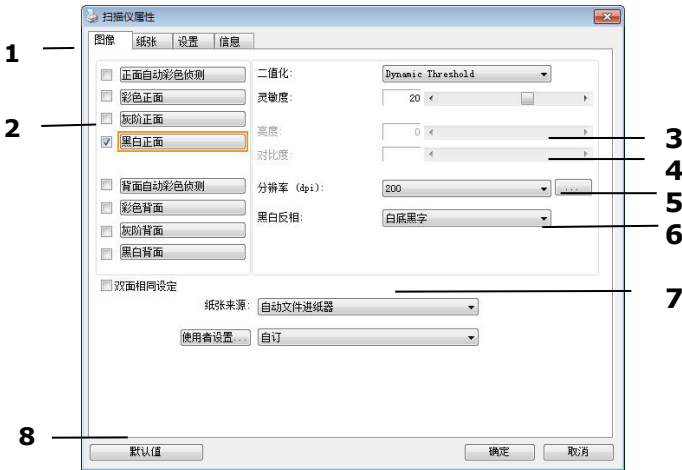 扫描仪属性
图像 纸张 设置 信息
1
正面自动彩色侦测
彩色正面
灰阶正面
黑白正面
背面自动彩色侦测
彩色背面
灰阶背面
黑白背面
2
二值化: Dynamic Threshold
灵敏度: 20
亮度: 0
3
对比度:
4
分辨率 (dpi): 200 ...
5
黑白反相: 白底黑字
6
双面相同设定
7
纸张来源: 自动文件进纸器
使用者设置... 自订
8
默认值 确定 取消